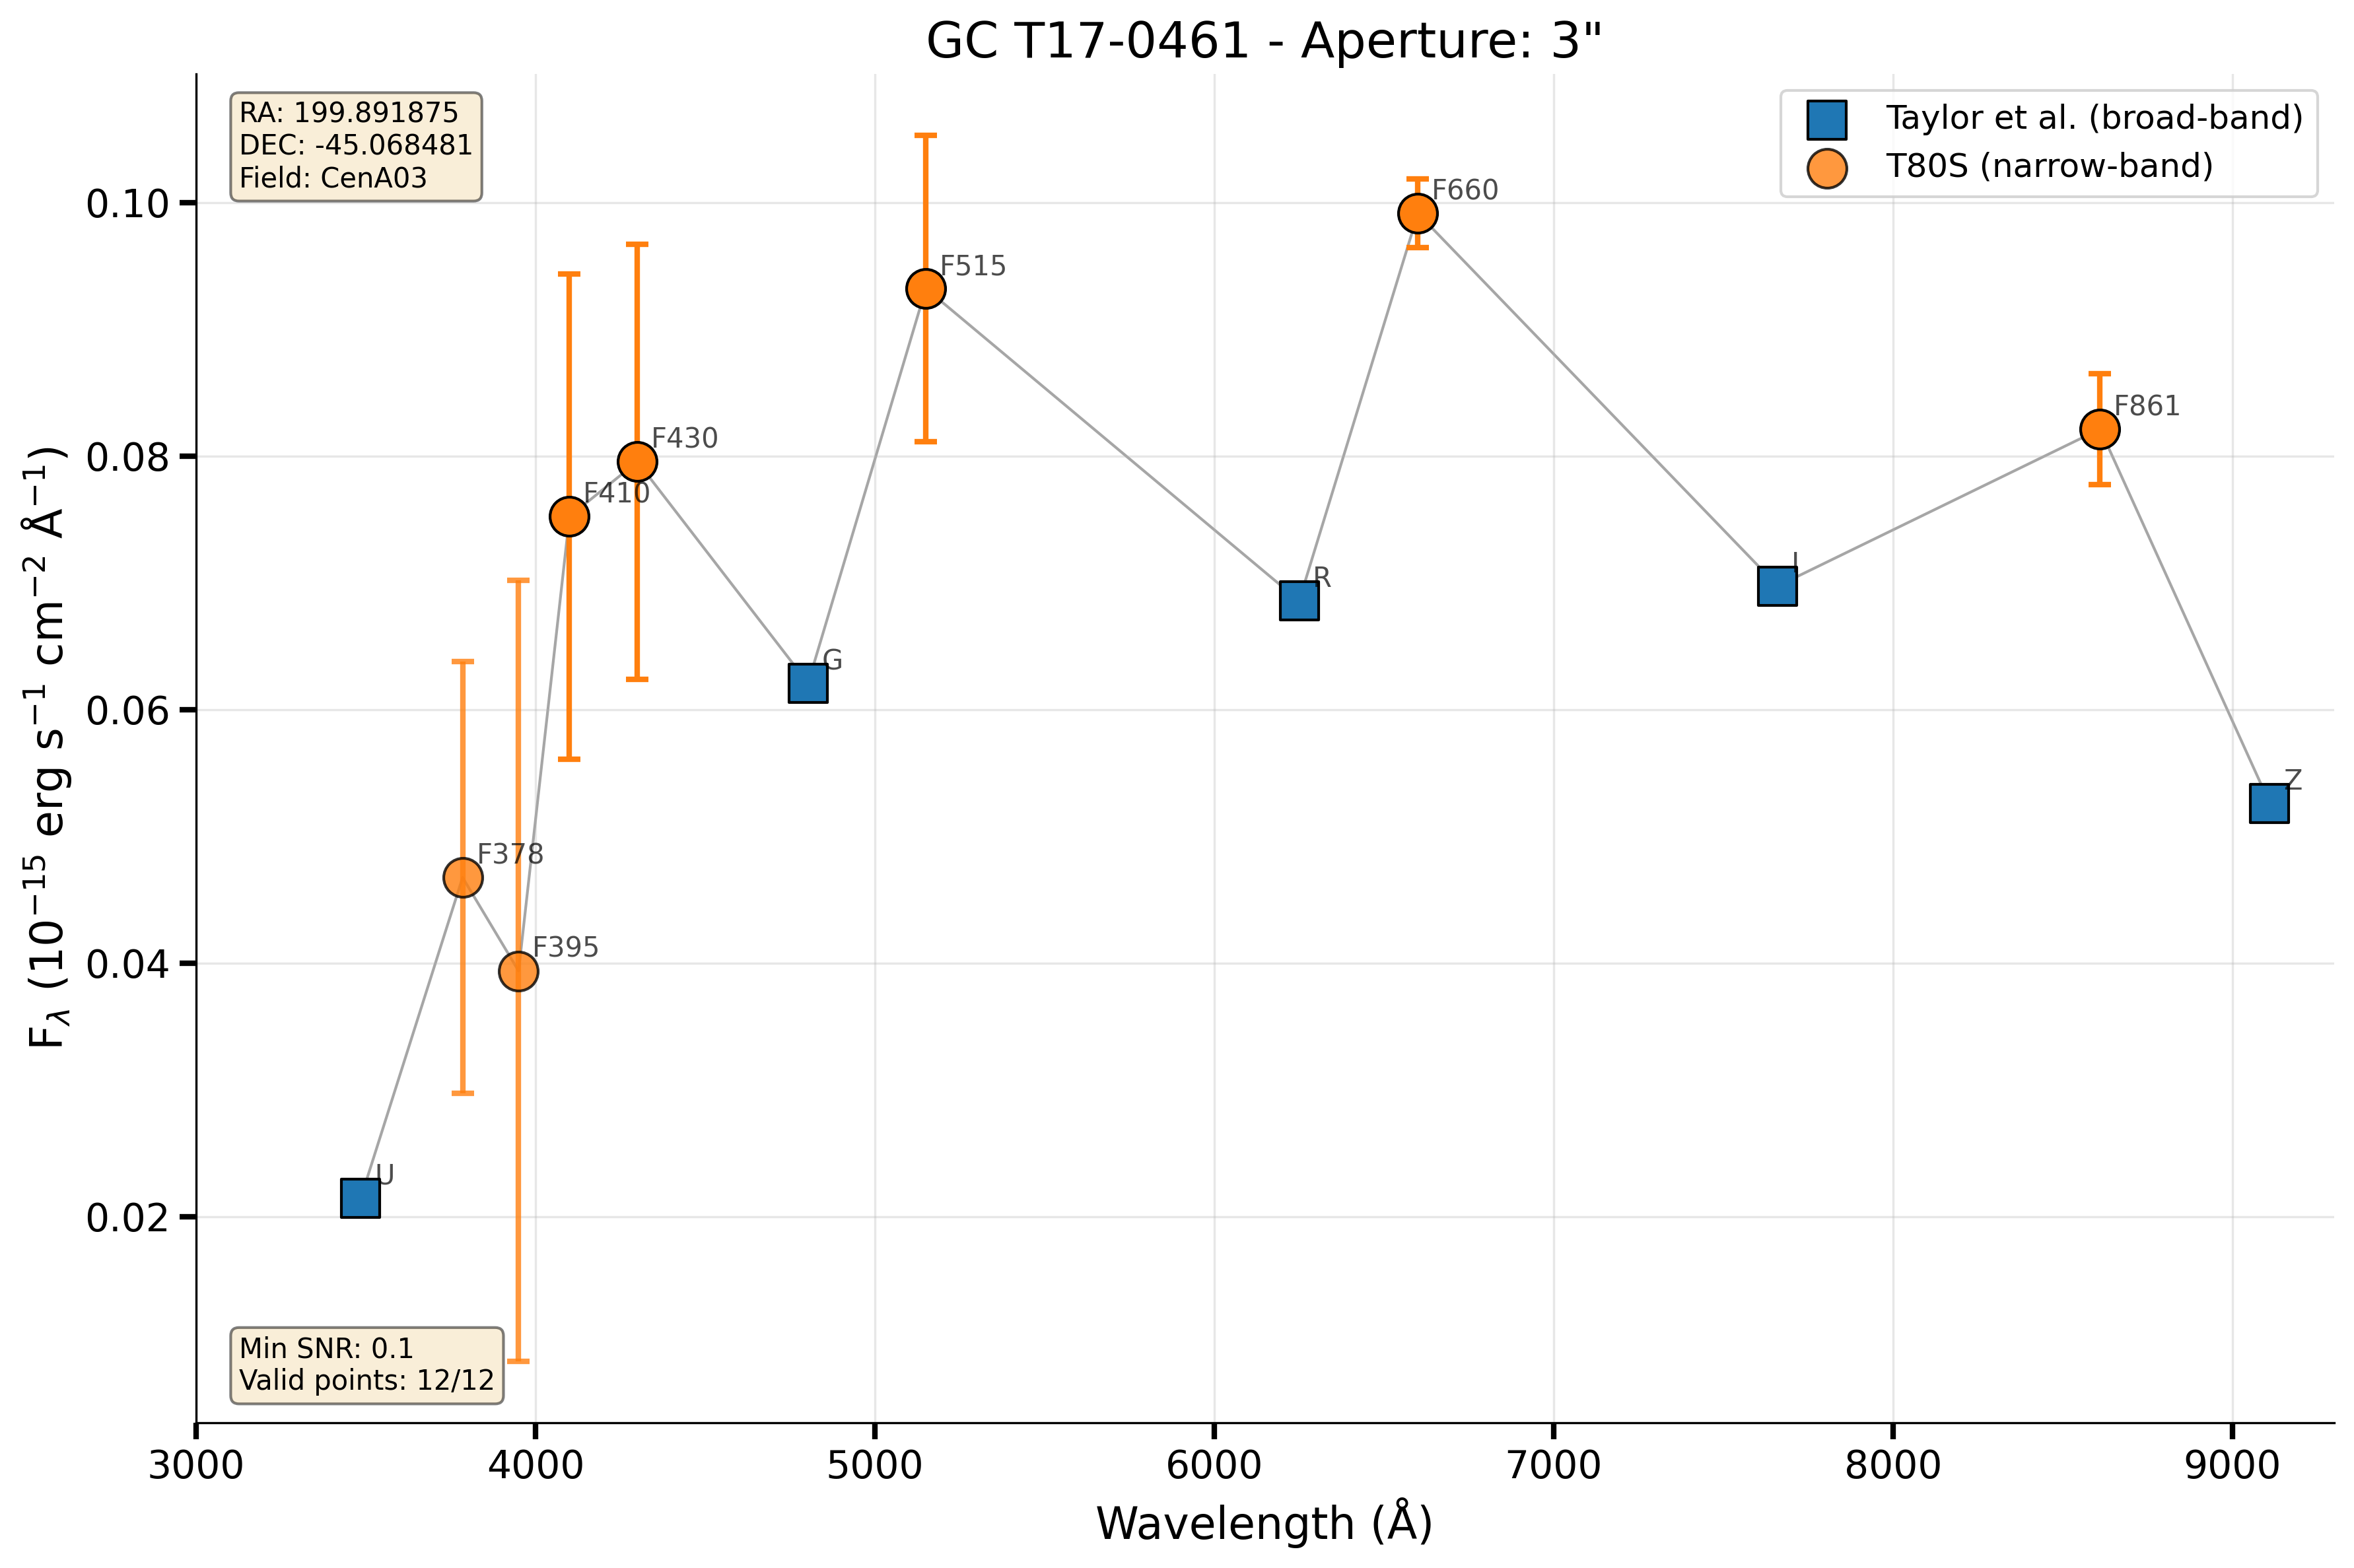 GC T17-0461 - Aperture: 3"
RA: 199.891875
DEC: -45.068481
Field: CenA03
Taylor et al. (broad-band)
T80S (narrow-band)
F660
F515
F861
F430
F410
I
R
G
Z
F378
F395
U
Min SNR: 0.1
Valid points: 12/12
0.10
0.08
0.06
0.04
0.02
Fλ (10⁻¹⁵ erg s⁻¹ cm⁻² Å⁻¹)
3000 4000 5000 6000 7000 8000 9000
Wavelength (Å)